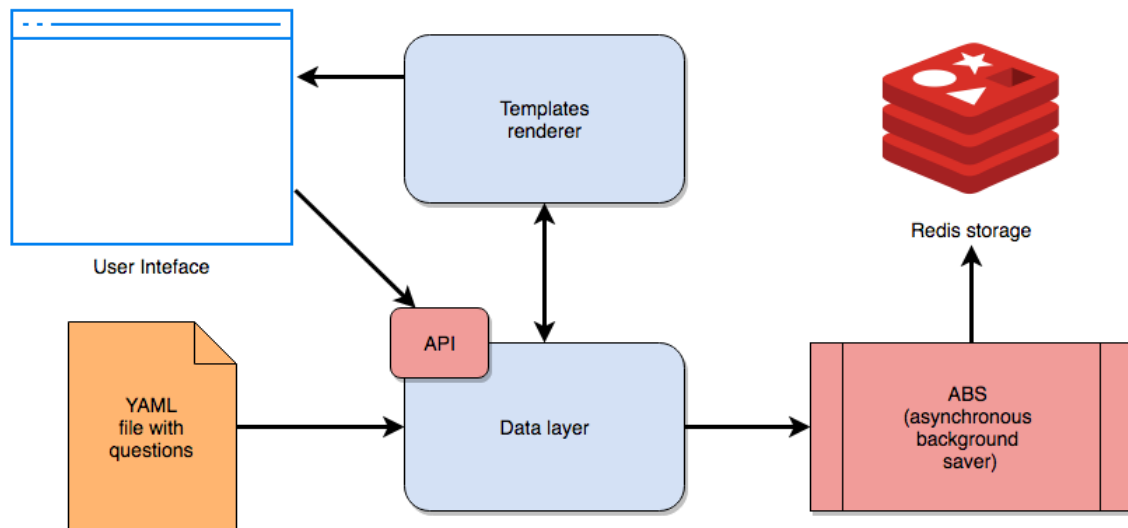 Templates
renderer
User Inteface
Redis storage
API
YAML
file with
questions
Data layer
ABS
(asynchronous
background
saver)